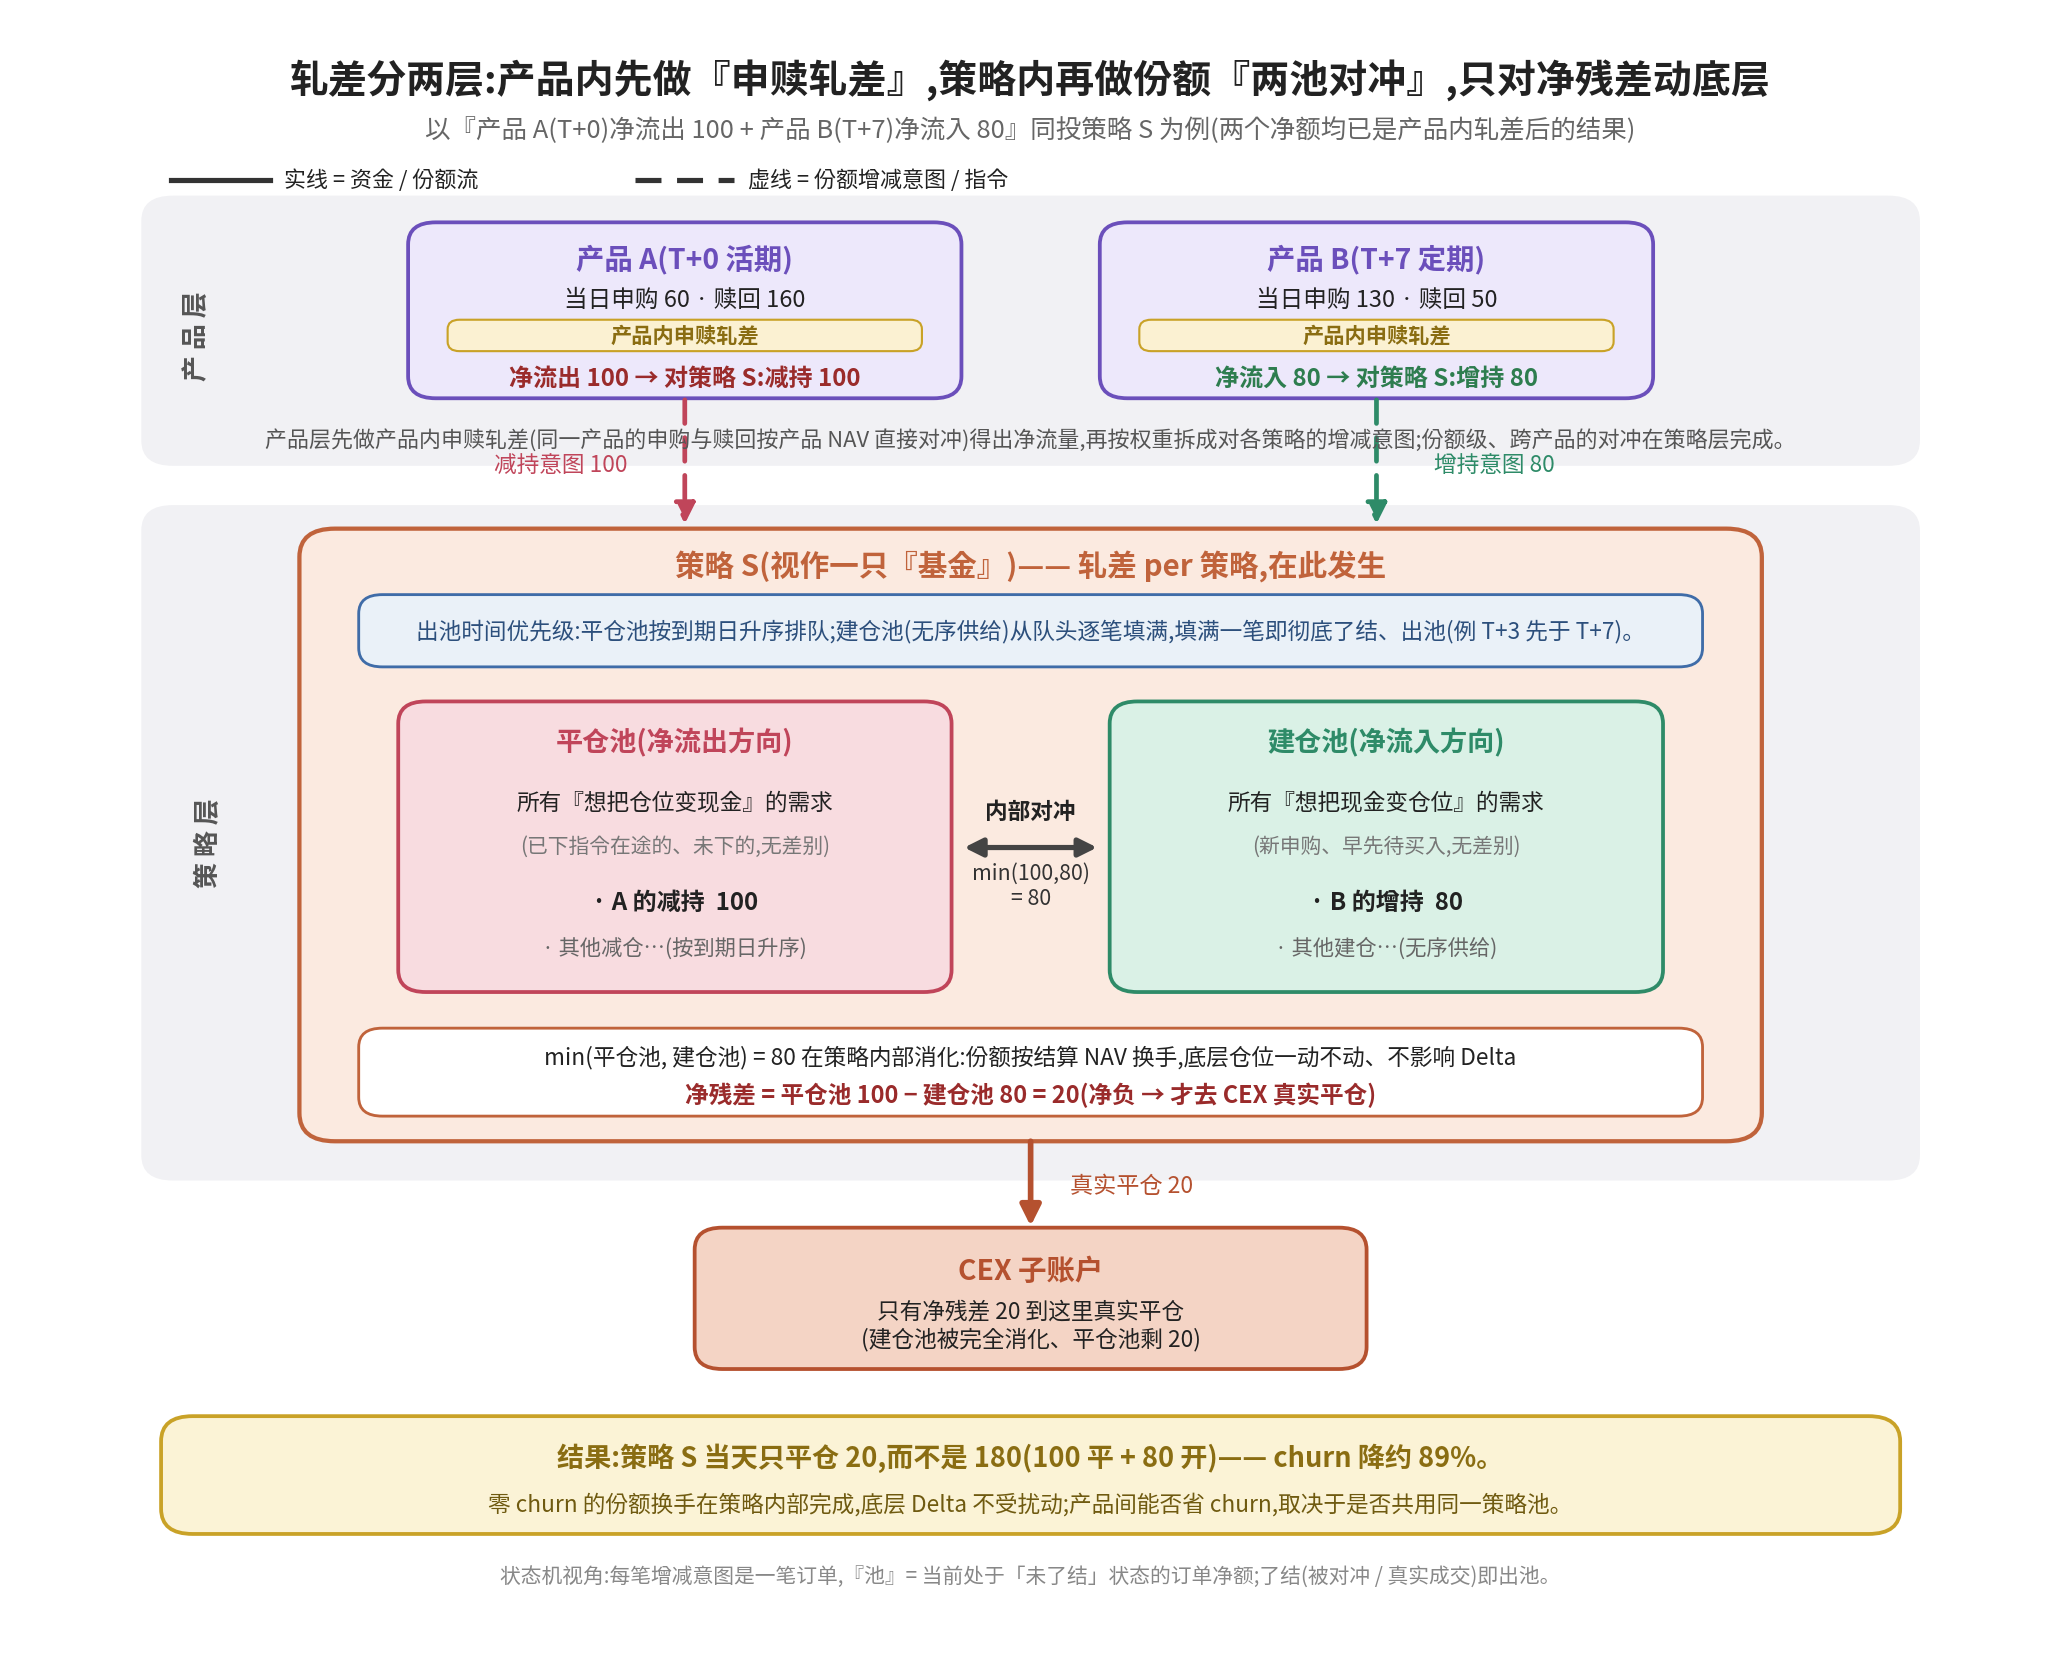 轧差分两层:产品内先做『申赎轧差』,策略内再做份额『两池对冲』,只对净残差动底层
以『产品 A(T+0)净流出 100 + 产品 B(T+7)净流入 80』同投策略 S 为例(两个净额均已是产品内轧差后的结果)
实线 = 资金 / 份额流
虚线 = 份额增减意图 / 指令
产品层
产品 A(T+0 活期)
当日申购 60 · 赎回 160
产品内申赎轧差
净流出 100 → 对策略 S:减持 100
产品 B(T+7 定期)
当日申购 130 · 赎回 50
产品内申赎轧差
净流入 80 → 对策略 S:增持 80
产品层先做产品内申赎轧差(同一产品的申购与赎回按产品 NAV 直接对冲)得出净流量,再按权重拆成对各策略的增减意图;份额级、跨产品的对冲在策略层完成。
减持意图 100
增持意图 80
策略层
策略 S(视作一只『基金』)—— 轧差 per 策略,在此发生
出池时间优先级:平仓池按到期日升序排队;建仓池(无序供给)从队头逐笔填满,填满一笔即彻底了结、出池(例 T+3 先于 T+7)。
平仓池(净流出方向)
所有『想把仓位变现金』的需求
(已下指令在途的、未下的,无差别)
· A 的减持 100
· 其他减仓…(按到期日升序)
内部对冲
min(100,80)
= 80
建仓池(净流入方向)
所有『想把现金变仓位』的需求
(新申购、早先待买入,无差别)
· B 的增持 80
· 其他建仓…(无序供给)
min(平仓池, 建仓池) = 80 在策略内部消化:份额按结算 NAV 换手,底层仓位一动不动、不影响 Delta
净残差 = 平仓池 100 − 建仓池 80 = 20(净负 → 才去 CEX 真实平仓)
真实平仓 20
CEX 子账户
只有净残差 20 到这里真实平仓
(建仓池被完全消化、平仓池剩 20)
结果:策略 S 当天只平仓 20,而不是 180(100 平 + 80 开)—— churn 降约 89%。
零 churn 的份额换手在策略内部完成,底层 Delta 不受扰动;产品间能否省 churn,取决于是否共用同一策略池。
状态机视角:每笔增减意图是一笔订单,『池』= 当前处于「未了结」状态的订单净额;了结(被对冲 / 真实成交)即出池。